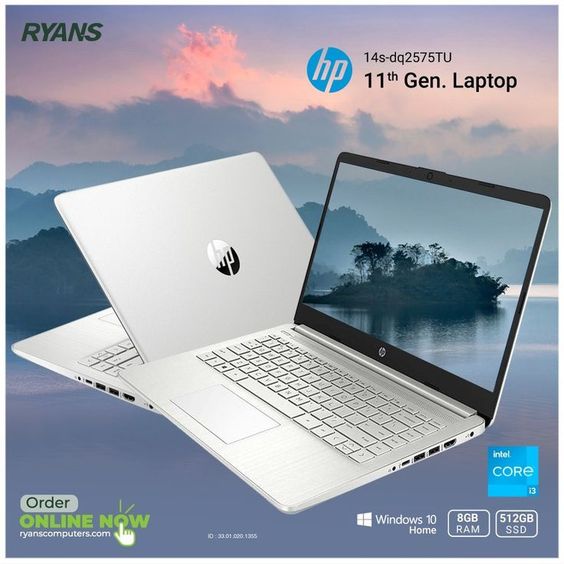 RYANS
hp
14s-dq2575TU
11th Gen. Laptop
hp
hp
intel
CORE
i3
Order
ONLINE NOW
ryanscomputers.com
ID : 33.01.020.1355
Windows 10
Home
8GB
RAM
512GB
SSD